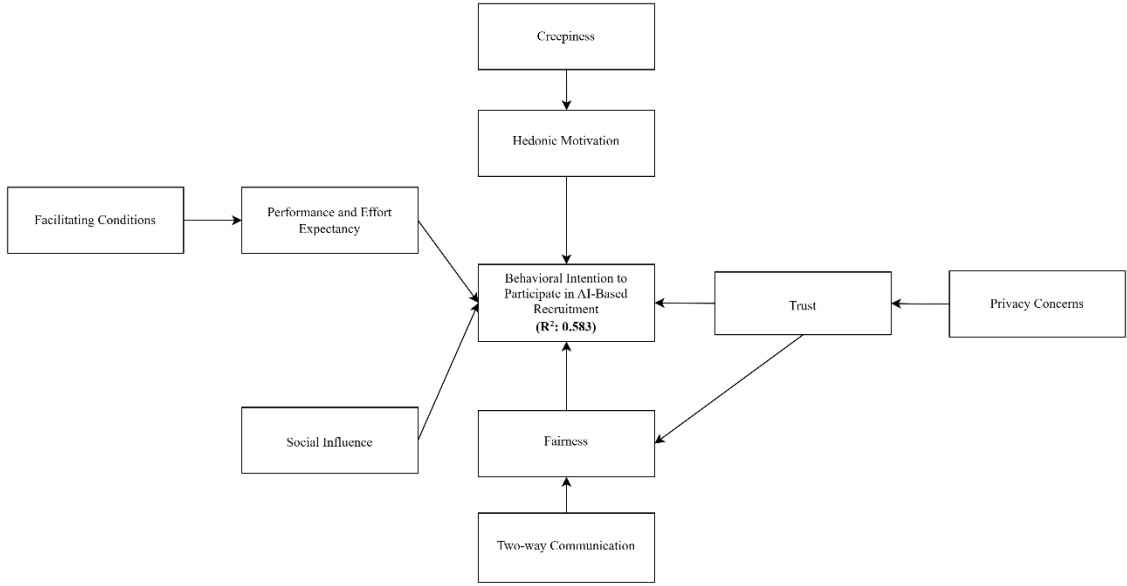 Creepiness
Hedonic Motivation
Facilitating Conditions
Performance and Effort
Expectancy
Behavioral Intention to
Participate in AI-Based
Recruitment
(R²: 0.583)
Trust
Privacy Concerns
Social Influence
Fairness
Two-way Communication